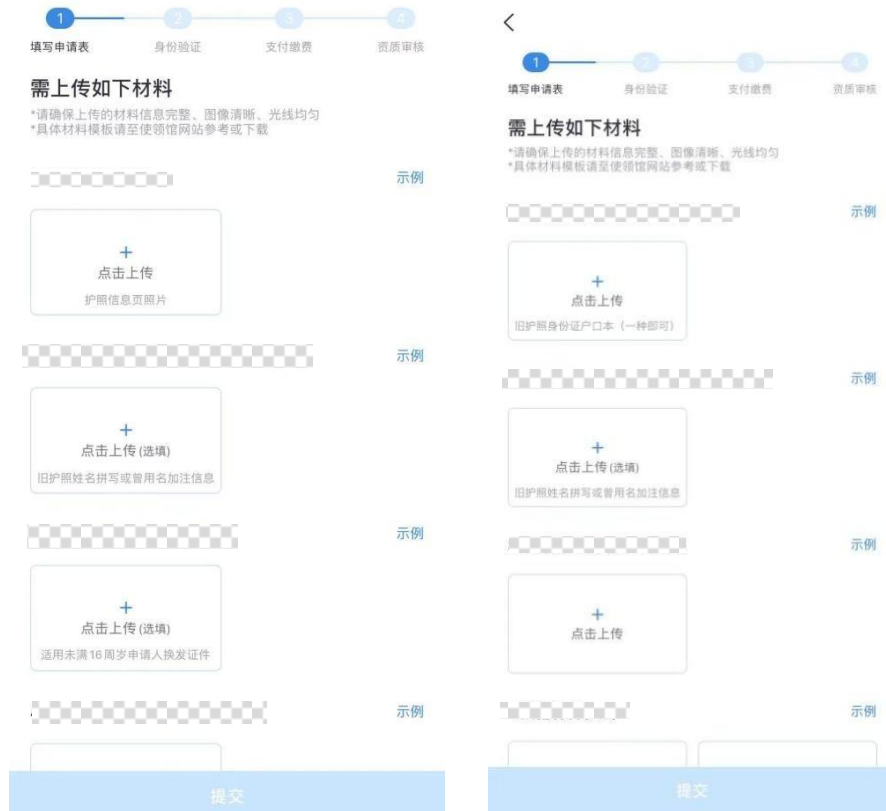 1
2
3
4
填写申请表
身份验证
支付缴费
资质审核
需上传如下材料
*请确保上传的材料信息完整、图像清晰、光线均匀
*具体材料模板请至使领馆网站参考或下载
示例
+
点击上传
护照信息页照片
示例
+
点击上传(选填)
旧护照姓名拼写或曾用名加注信息
示例
+
点击上传(选填)
适用未满16周岁申请人换发证件
示例
提交
1
2
3
4
填写申请表
身份验证
支付缴费
资质审核
需上传如下材料
*请确保上传的材料信息完整、图像清晰、光线均匀
*具体材料模板请至使领馆网站参考或下载
示例
+
点击上传
旧护照身份证户口本（一种即可）
示例
+
点击上传(选填)
旧护照姓名拼写或曾用名加注信息
示例
+
点击上传
示例
提交